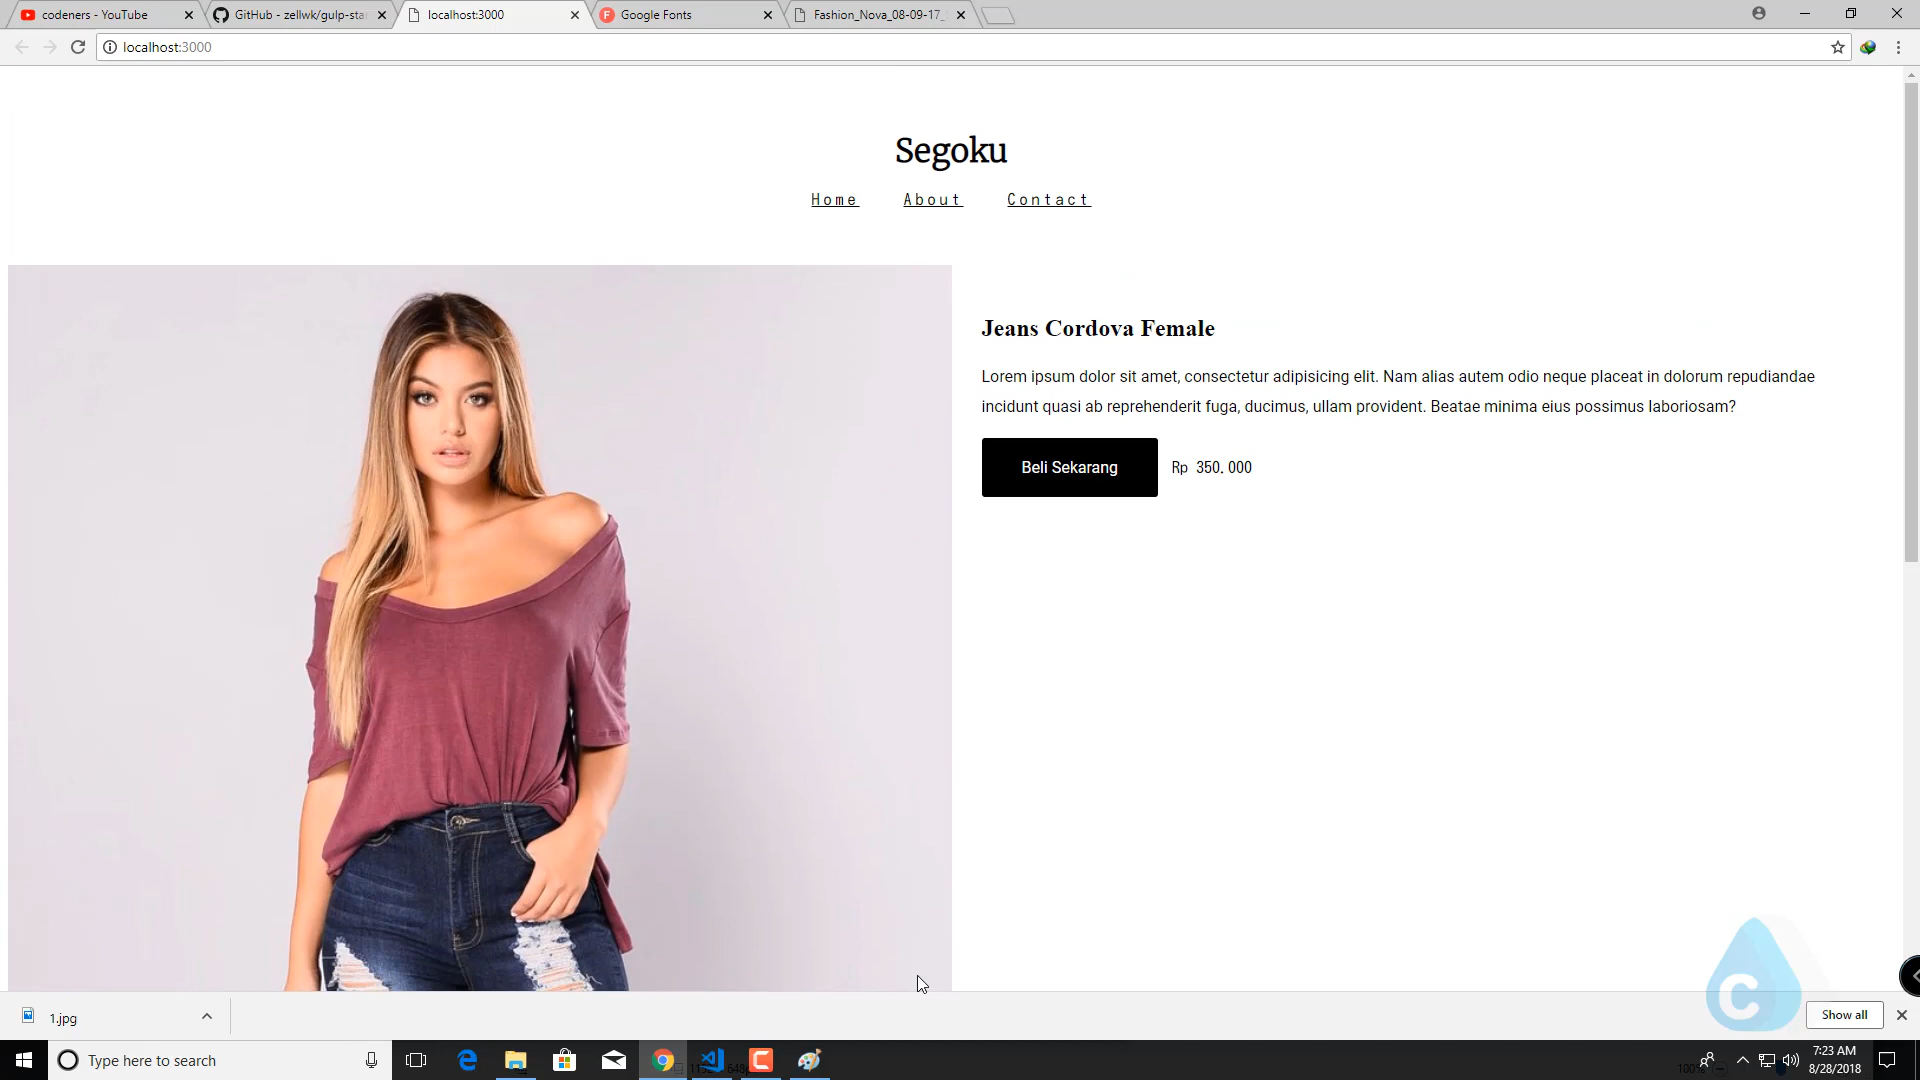 codeners - YouTube
GitHub - zellwk/gulp-sta
localhost:3000
Google Fonts
Fashion_Nova_08-09-17_
localhost:3000
Segoku
Home About Contact
Jeans Cordova Female
Lorem ipsum dolor sit amet, consectetur adipisicing elit. Nam alias autem odio neque placeat in dolorum repudiandae
incidunt quasi ab reprehenderit fuga, ducimus, ullam provident. Beatae minima eius possimus laboriosam?
Beli Sekarang
Rp 350.000
C
1.jpg
Show all
Type here to search
7:23 AM
8/28/2018